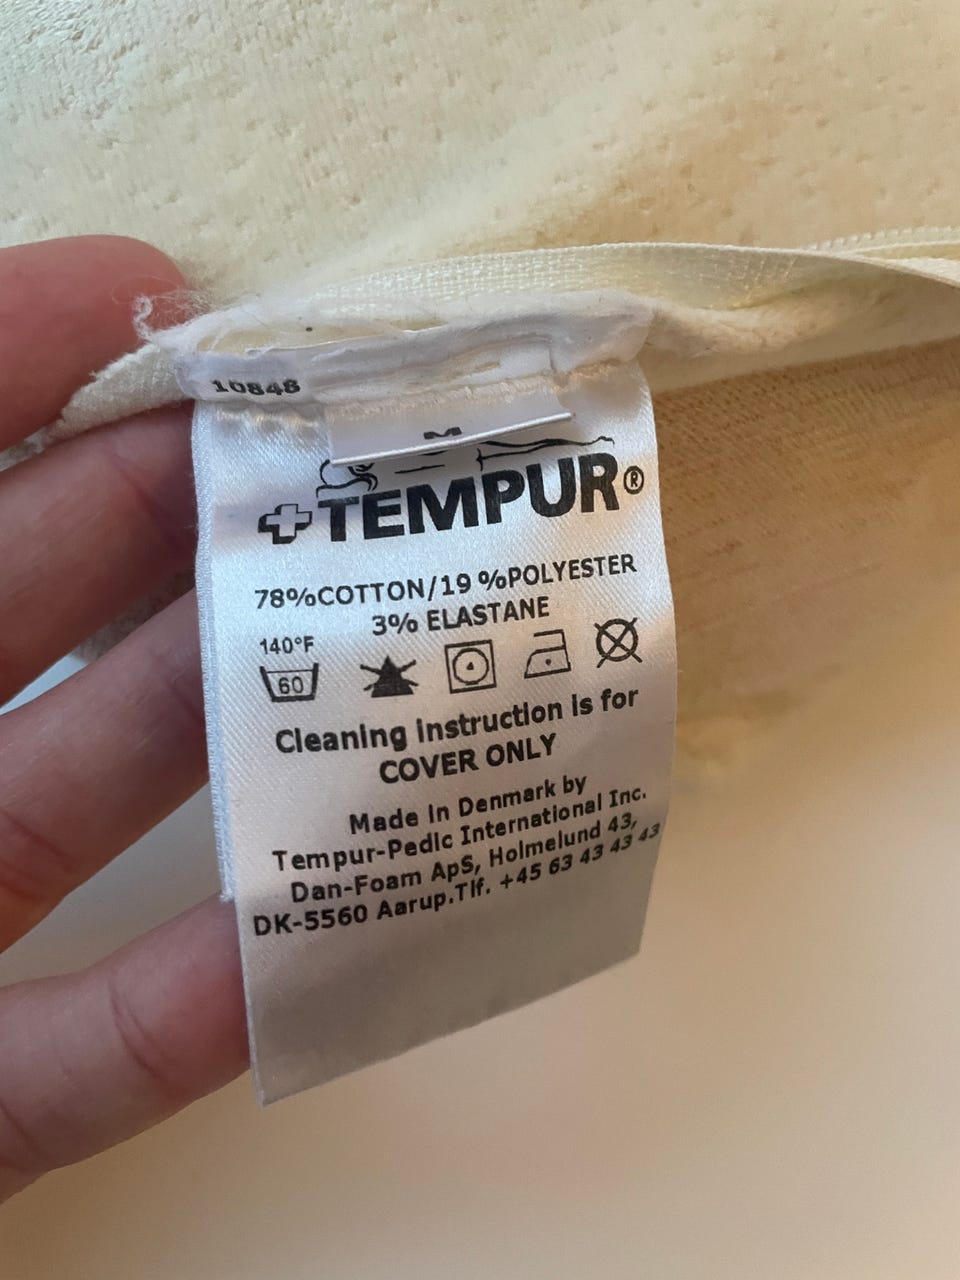 10848
M
TEMPUR®
78%COTTON/19 %POLYESTER
3% ELASTANE
140°F
60
Cleaning instruction is for
COVER ONLY
Made in Denmark by
Tempur-Pedic International Inc.
Dan-Foam ApS, Holmelund 43,
DK-5560 Aarup.Tlf. +45 63 43 43 43